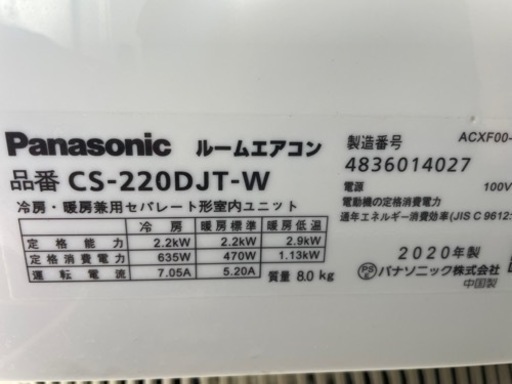 Panasonic ルームエアコン
品番 CS-220DJT-W
冷房・暖房兼用セパレート形室内ユニット
冷房 暖房標準 暖房低温
定格能力 2.2kW 2.2kW 2.9kW
定格消費電力 635W 470W 1.13kW
運転電流 7.05A 5.20A
質量 8.0 kg
ACXF00-
製造番号
4836014027
電源 100V
電動機の定格消費電力
通年エネルギー消費効率(JIS C 9612:
2020年製
PSE パナソニック株式会社
中国製